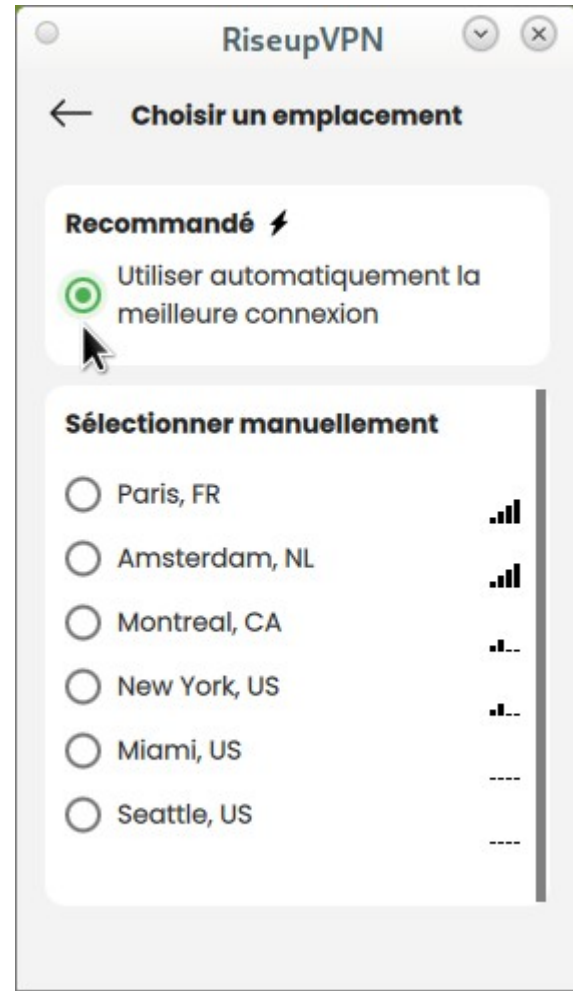 RiseupVPN
Choisir un emplacement
Recommandé
Utiliser automatiquement la
meilleure connexion
Sélectionner manuellement
Paris, FR
Amsterdam, NL
Montreal, CA
New York, US
Miami, US
Seattle, US